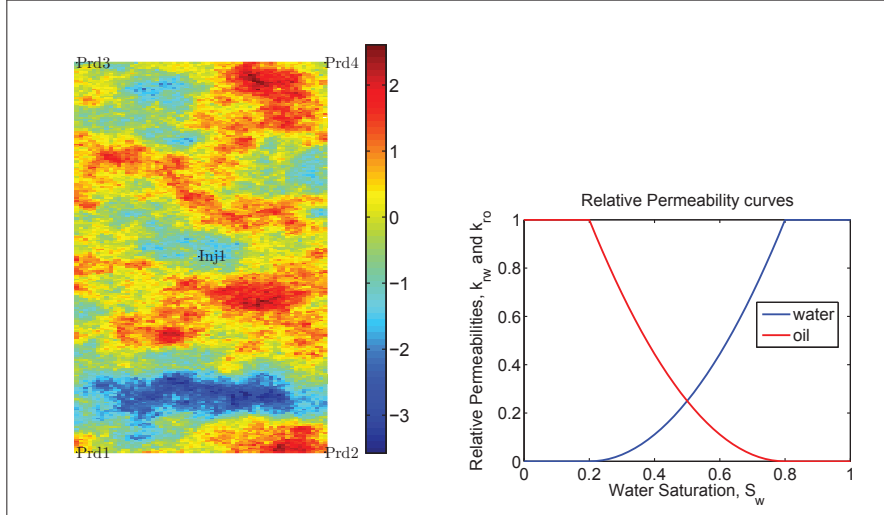 Prd3
Prd4
2
1
0
Inj1
−1
−2
−3
Prd1
Prd2
Relative Permeability curves
Relative Permeabilities, k_rw and k_ro
1
0.8
0.6
0.4
0.2
0
water
oil
0 0.2 0.4 0.6 0.8 1
Water Saturation, S_w